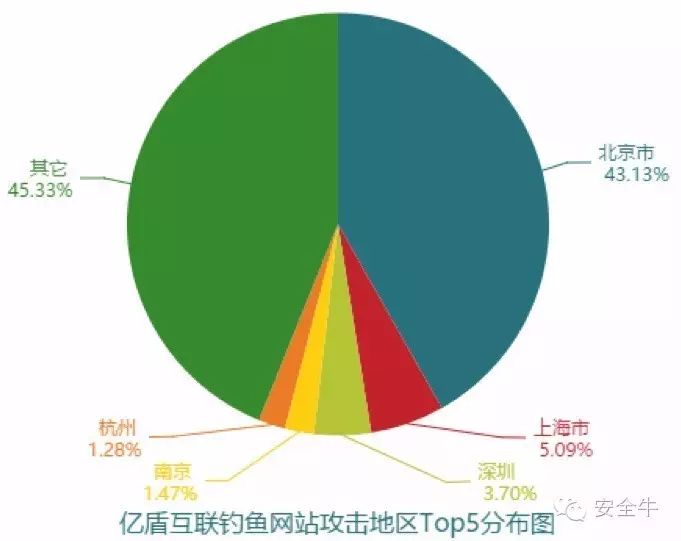 其它
45.33%
北京市
43.13%
杭州
1.28%
上海市
5.09%
南京
1.47%
深圳
3.70%
亿盾互联钓鱼网站攻击地区Top5分布图
安全牛